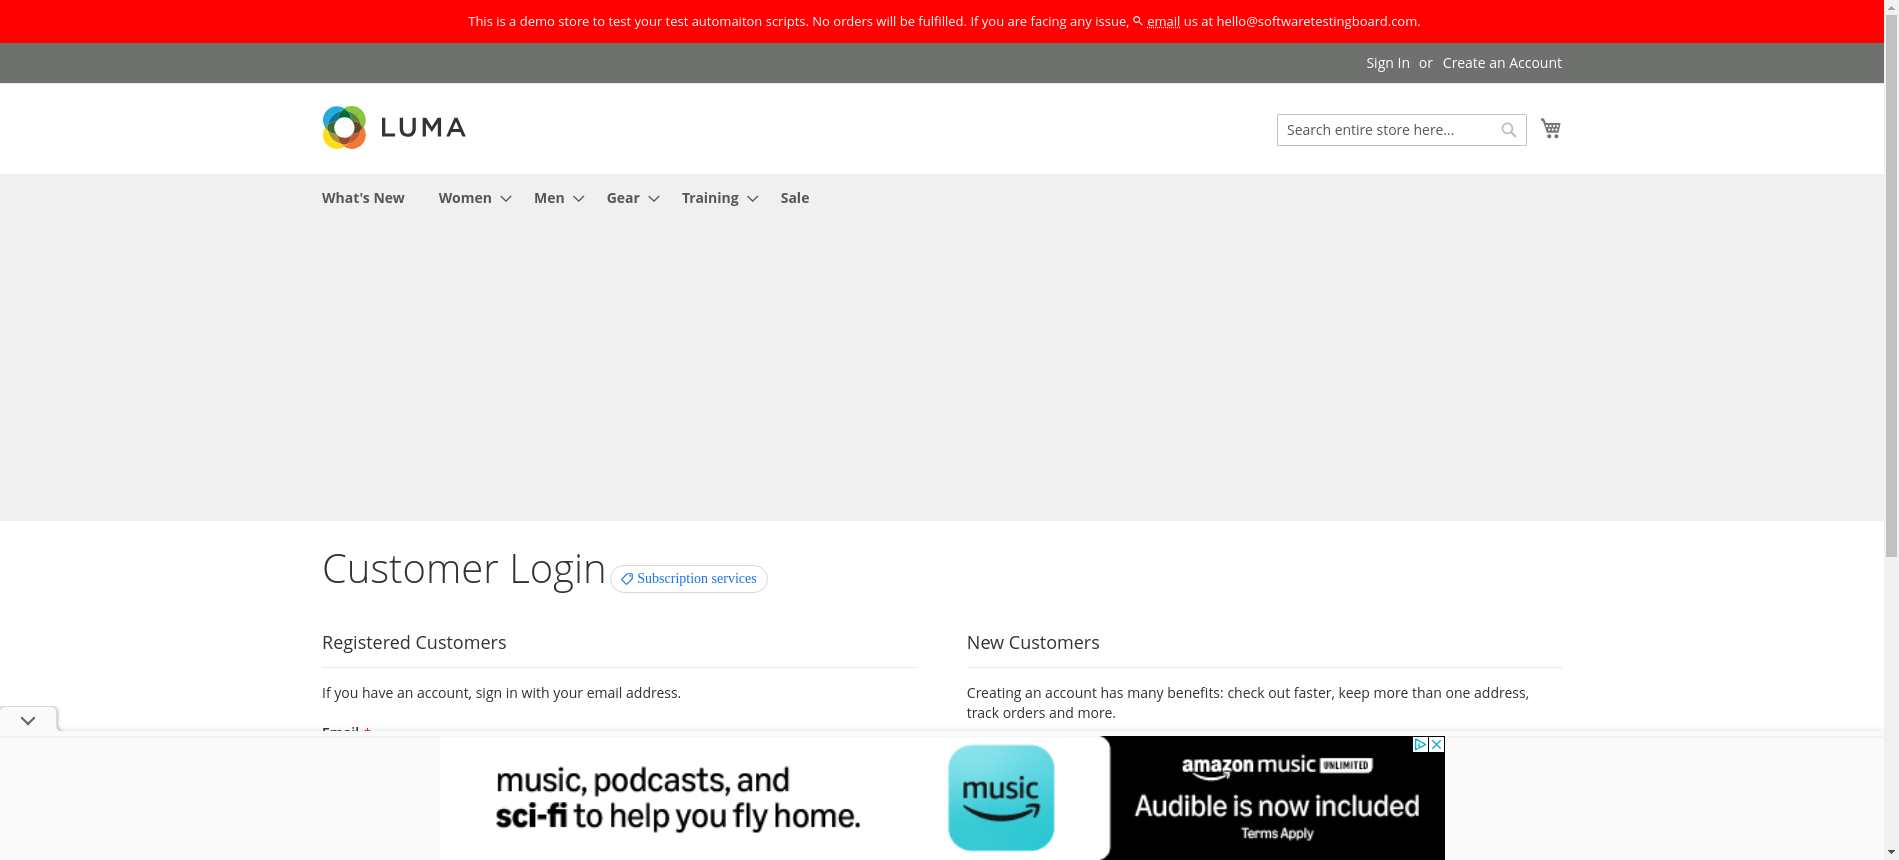 This is a demo store to test your test automaiton scripts. No orders will be fulfilled. If you are facing any issue, email us at hello@softwaretestingboard.com.
Sign In or Create an Account
LUMA
Search entire store here...
What's New Women Men Gear Training Sale
Customer Login
Subscription services
Registered Customers
New Customers
If you have an account, sign in with your email address.
Creating an account has many benefits: check out faster, keep more than one address,
track orders and more.
Email *
music, podcasts, and
sci-fi to help you fly home.
music
amazon music UNLIMITED
Audible is now included
Terms Apply